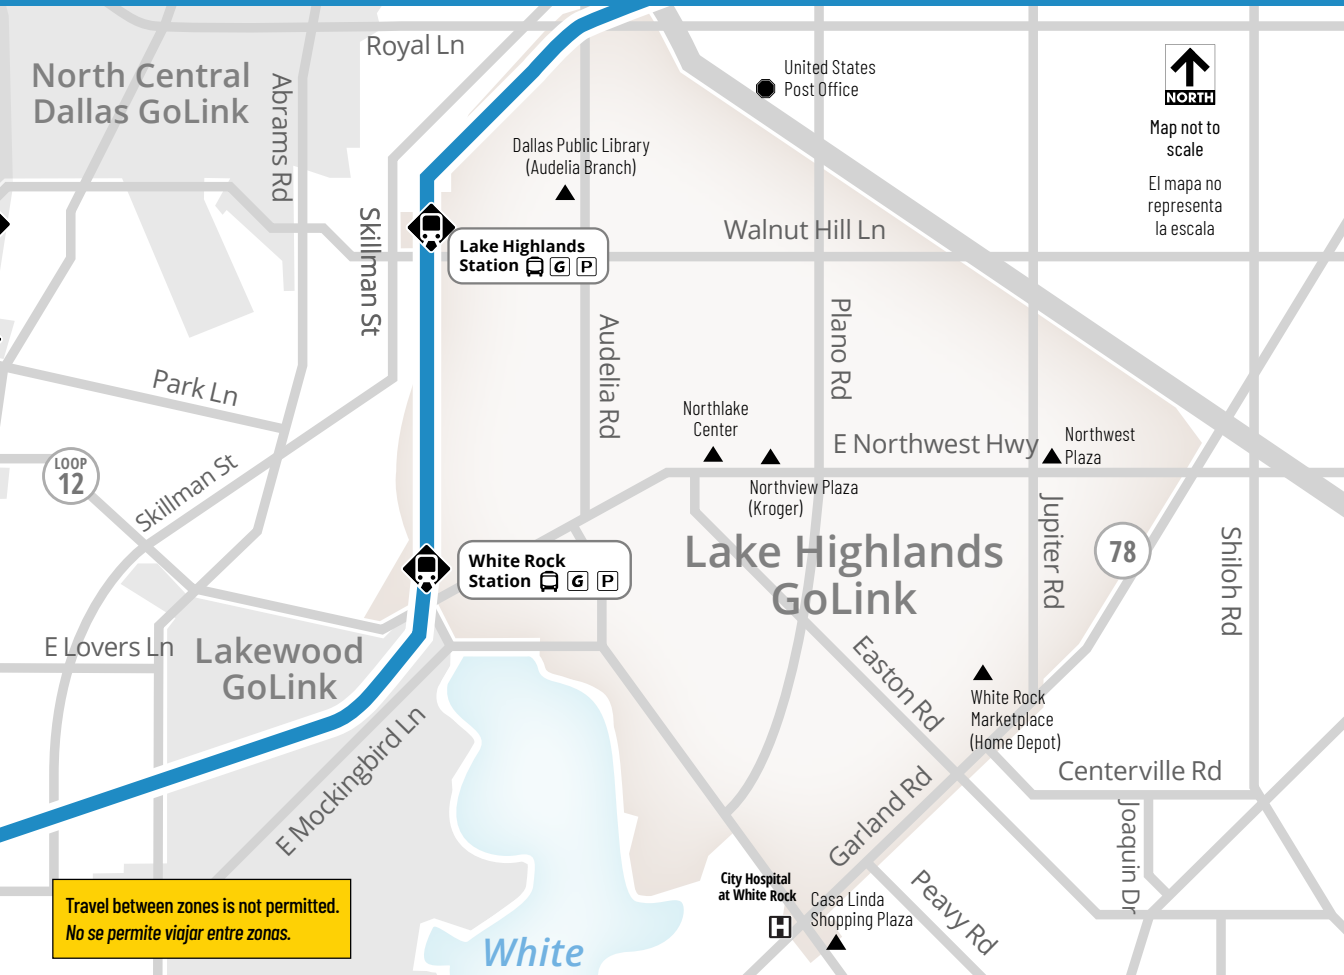 Royal Ln
North Central
Dallas GoLink
Abrams Rd
United States
Post Office
NORTH
Map not to
scale
El mapa no
representa
la escala
Dallas Public Library
(Audelia Branch)
Skillman St
Walnut Hill Ln
Lake Highlands
Station G P
Plano Rd
Audelia Rd
Park Ln
Northlake
Center
E Northwest Hwy
Northwest
Plaza
LOOP
12
Skillman St
Northview Plaza
(Kroger)
Jupiter Rd
78
Shiloh Rd
Lake Highlands
GoLink
White Rock
Station G P
E Lovers Ln
Lakewood
GoLink
Easton Rd
White Rock
Marketplace
(Home Depot)
E Mockingbird Ln
Centerville Rd
Garland Rd
Joaquin Dr
City Hospital
at White Rock
H
Casa Linda
Shopping Plaza
Peavy Rd
Travel between zones is not permitted.
No se permite viajar entre zonas.
White